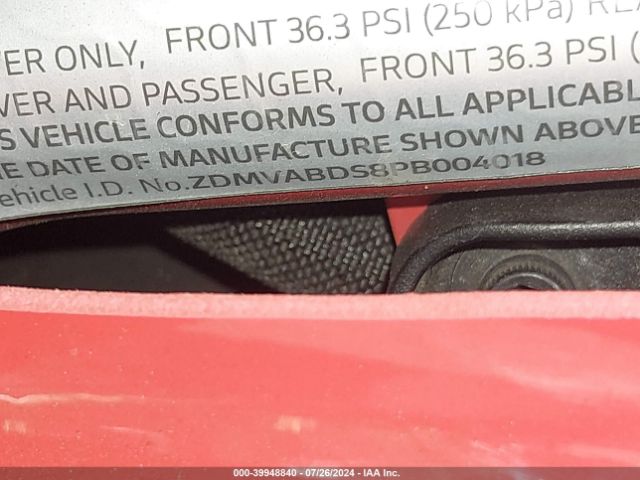 ER ONLY, FRONT 36.3 PSI (250 kPa)
VER AND PASSENGER, FRONT 36.3 PSI (
S VEHICLE CONFORMS TO ALL APPLICABL
E DATE OF MANUFACTURE SHOWN ABOVE
ehicle I.D. No.ZDMVABDS8PB004018
000-39948840 - 07/26/2024 - IAA Inc.